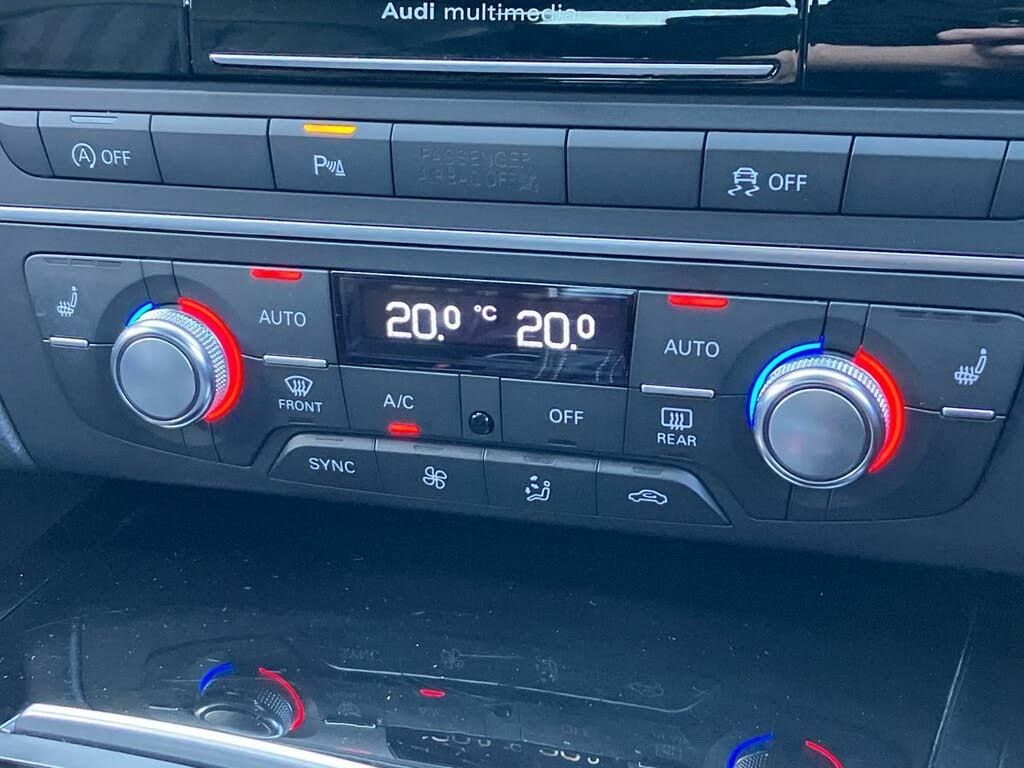 Audi multimedia
A OFF
P
PASSENGER
AIRBAG OFF
OFF
AUTO
20.0 °C 20.0
AUTO
FRONT
A/C
OFF
REAR
SYNC